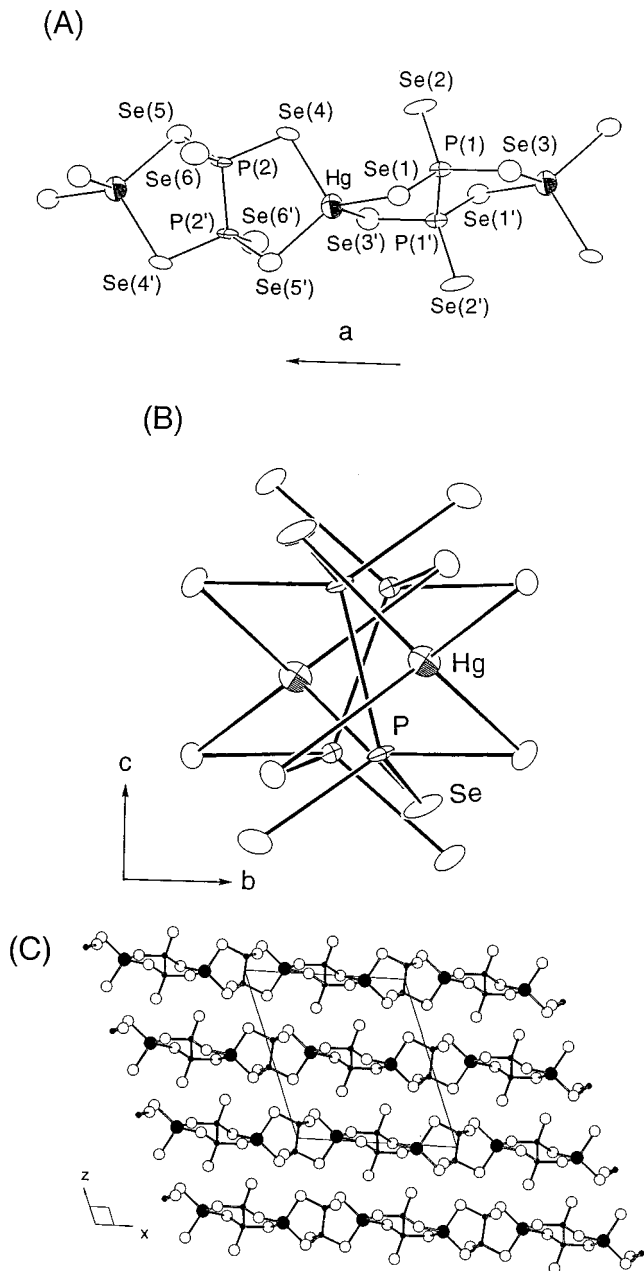 (A)
Se(2)
Se(5) Se(4)
P(1) Se(3)
Se(1)
Se(6) P(2) Hg
P(2') Se(6')
Se(3') P(1') Se(1')
Se(4') Se(5')
Se(2')
a
(B)
Hg
P
c
Se
b
(C)
z
x